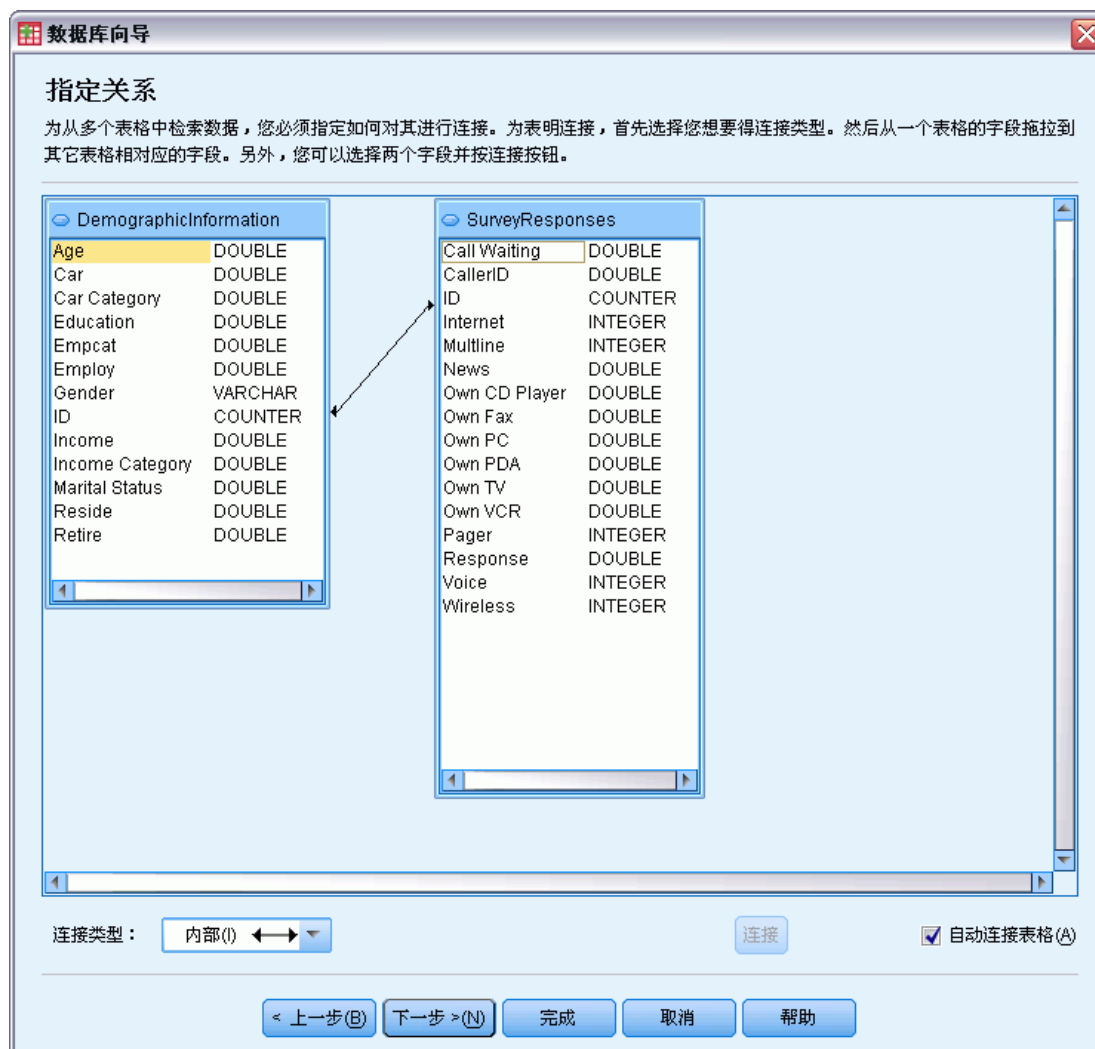 数据库向导
指定关系
为从多个表格中检索数据，您必须指定如何对其进行连接。为表明连接，首先选择您想要得连接类型。然后从一个表格的字段拖拉到
其它表格相对应的字段。另外，您可以选择两个字段并按连接按钮。
DemographicInformation
Age DOUBLE
Car DOUBLE
Car Category DOUBLE
Education DOUBLE
Empcat DOUBLE
Employ DOUBLE
Gender VARCHAR
ID COUNTER
Income DOUBLE
Income Category DOUBLE
Marital Status DOUBLE
Reside DOUBLE
Retire DOUBLE
SurveyResponses
Call Waiting DOUBLE
CallerID DOUBLE
ID COUNTER
Internet INTEGER
Multline INTEGER
News DOUBLE
Own CD Player DOUBLE
Own Fax DOUBLE
Own PC DOUBLE
Own PDA DOUBLE
Own TV DOUBLE
Own VCR DOUBLE
Pager INTEGER
Response DOUBLE
Voice INTEGER
Wireless INTEGER
连接类型： 内部(I) 连接 自动连接表格(A)
< 上一步(B) 下一步 >(N) 完成 取消 帮助